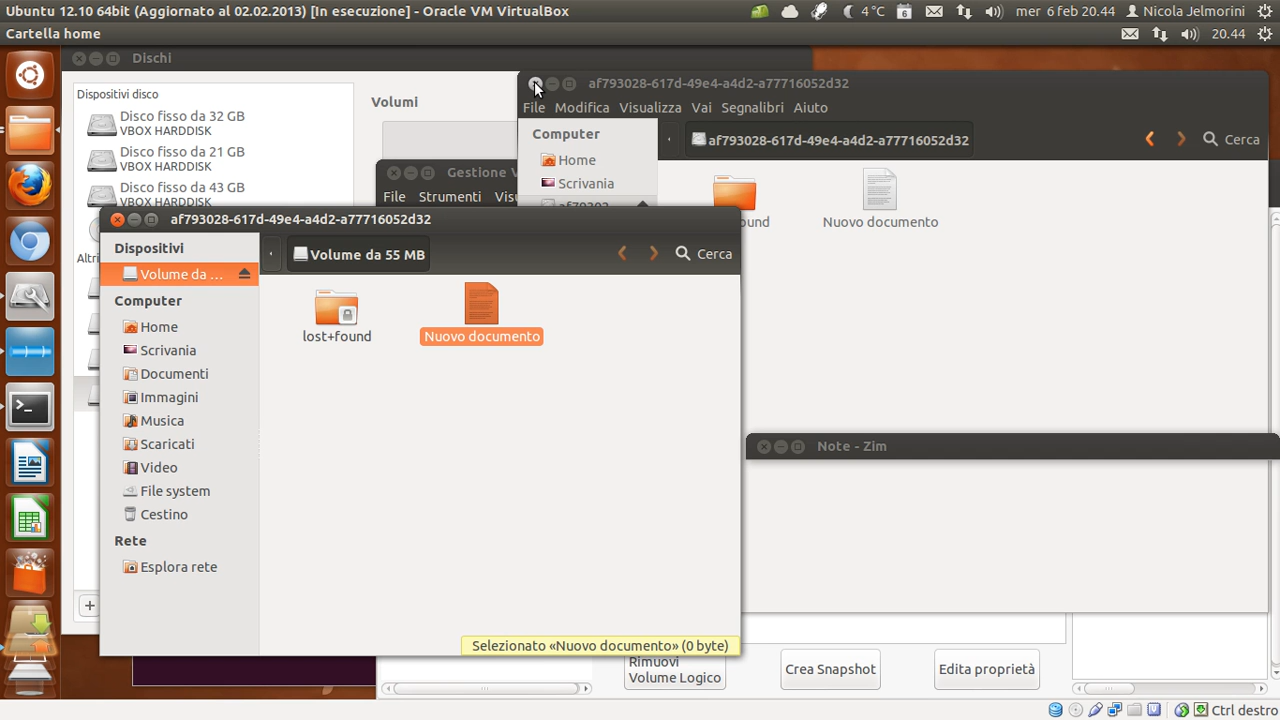 Ubuntu 12.10 64bit (Aggiornato al 02.02.2013) [In esecuzione] - Oracle VM VirtualBox
4°C
6
mer 6 feb 20.44
Nicola Jelmorini
Cartella home
20.44
Dischi
Dispositivi disco
Disco fisso da 32 GB
VBOX HARDDISK
Disco fisso da 21 GB
VBOX HARDDISK
Disco fisso da 43 GB
VBOX HARDDISK
Volumi
af793028-617d-49e4-a4d2-a77716052d32
File Modifica Visualizza Vai Segnalibri Aiuto
Computer
Home
Scrivania
af793028-617d-49e4-a4d2-a77716052d32
Cerca
Nuovo documento
Gestione V
File Strumenti
af793028-617d-49e4-a4d2-a77716052d32
Dispositivi
Volume da ...
Computer
Home
Scrivania
Documenti
Immagini
Musica
Scaricati
Video
File system
Cestino
Rete
Esplora rete
Volume da 55 MB
Cerca
lost+found
Nuovo documento
Selezionato «Nuovo documento» (0 byte)
Note - Zim
Rimuovi
Volume Logico
Crea Snapshot
Edita proprietà
Ctrl destro